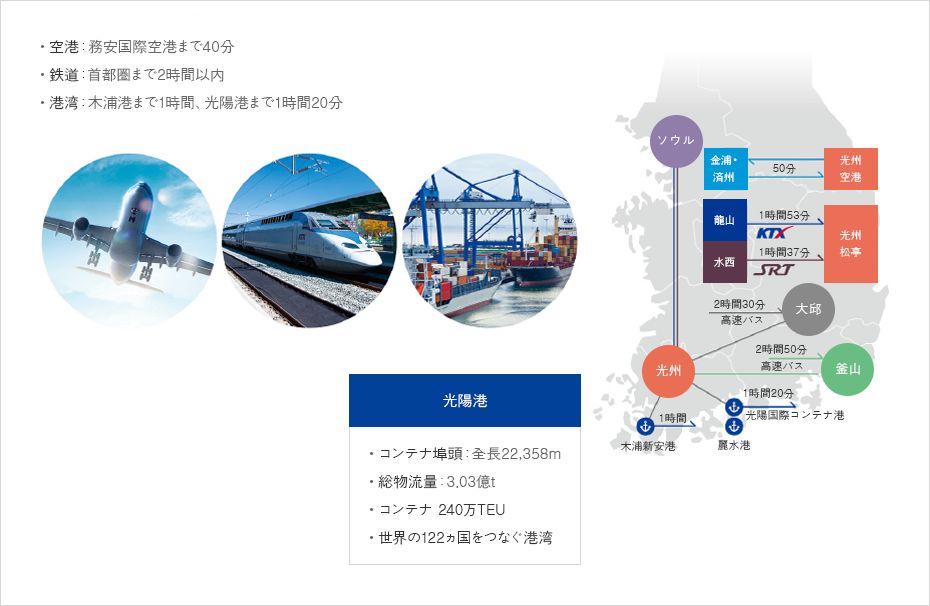 ・空港 : 務安国際空港まで40分
・鉄道 : 首都圏まで2時間以内
・港湾 : 木浦港まで1時間、光陽港まで1時間20分
ソウル
金浦・
済州
50分
光州
空港
龍山
1時間53分
KTX
水西
1時間37分
SRT
光州
松亭
2時間30分
高速バス
大邱
2時間50分
高速バス
光州
釜山
1時間20分
光陽国際コンテナ港
1時間
木浦新安港
麗水港
光陽港
・コンテナ埠頭 : 全長22,358m
・総物流量 : 3,03億t
・コンテナ 240万TEU
・世界の122ヵ国をつなぐ港湾